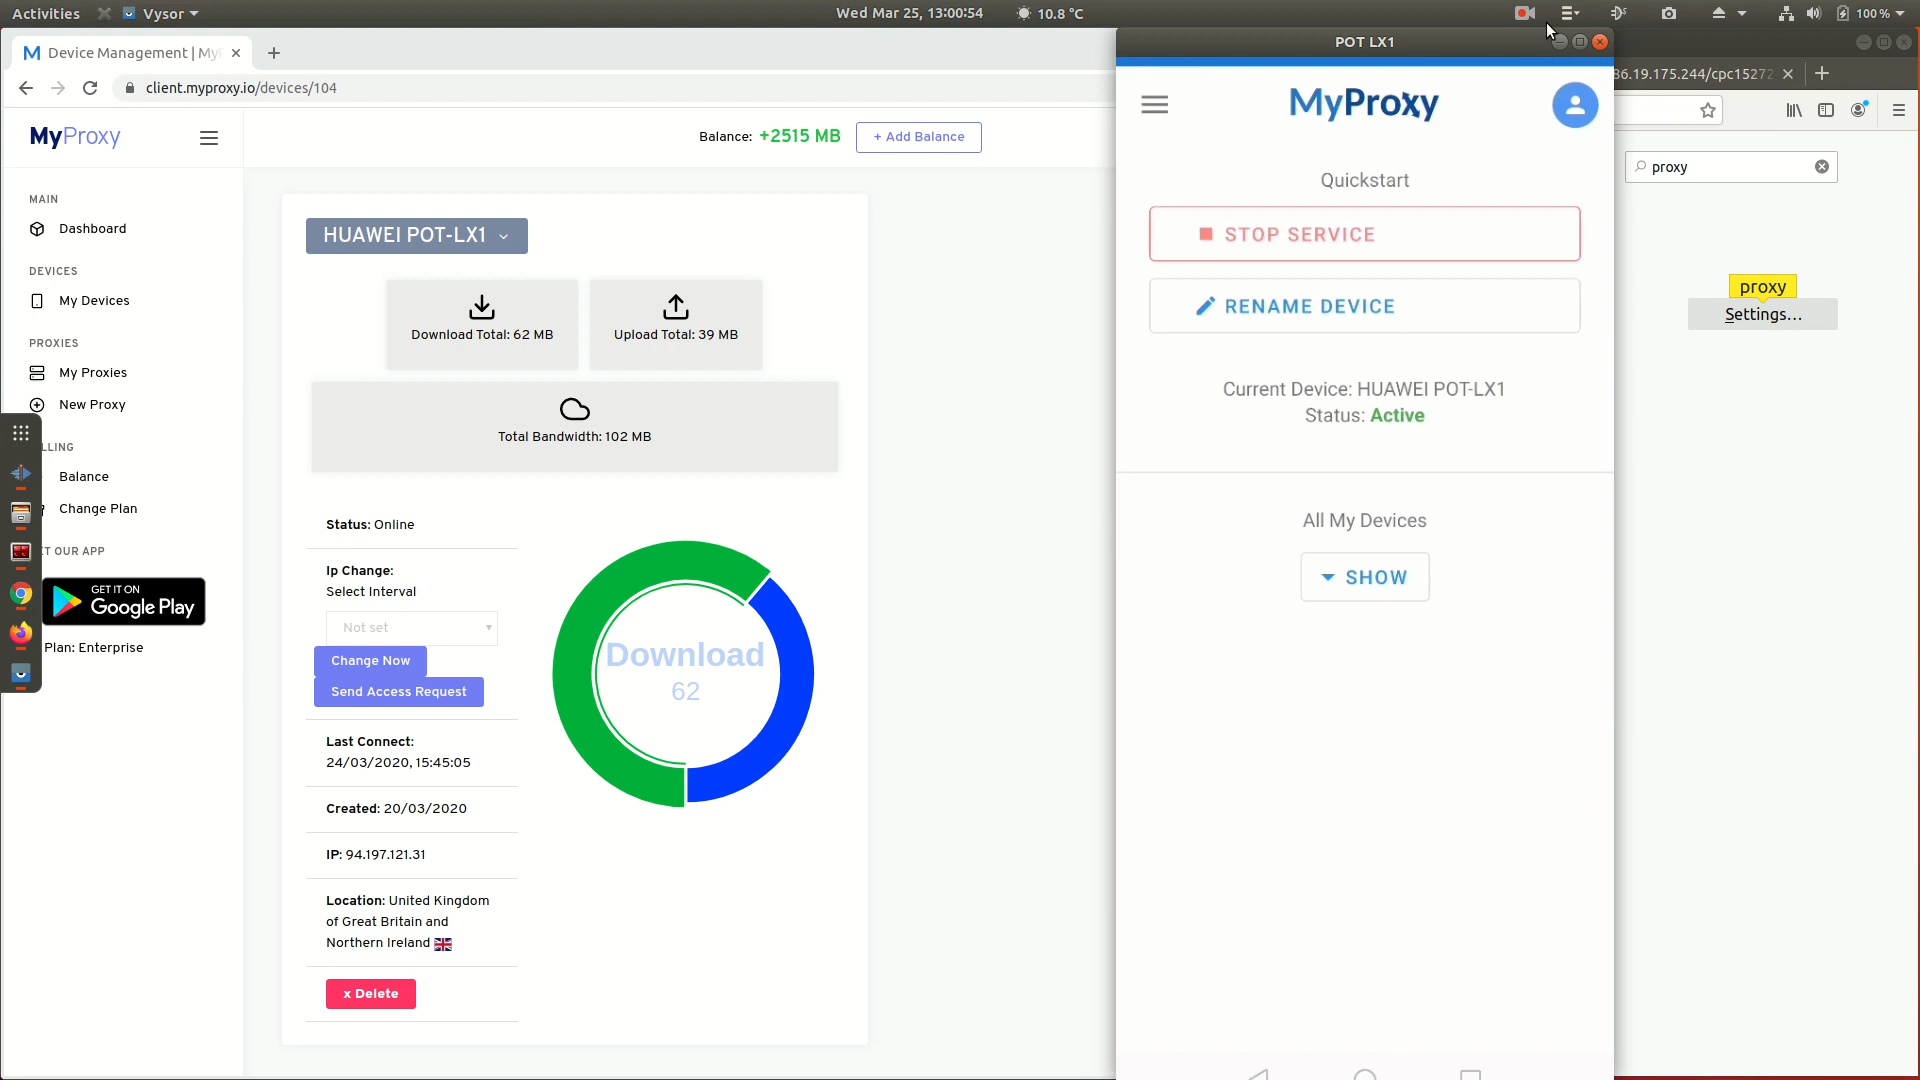 Activities
Vysor
Wed Mar 25, 13:00:54
10.8 °C
100 %
Device Management | My
client.myproxy.io/devices/104
MyProxy
Balance: +2515 MB
+ Add Balance
MAIN
Dashboard
DEVICES
My Devices
PROXIES
My Proxies
New Proxy
LLING
Balance
Change Plan
T OUR APP
GET IT ON
Google Play
Plan: Enterprise
HUAWEI POT-LX1
Download Total: 62 MB
Upload Total: 39 MB
Total Bandwidth: 102 MB
Status: Online
Ip Change:
Select Interval
Not set
Change Now
Send Access Request
Last Connect:
24/03/2020, 15:45:05
Created: 20/03/2020
IP: 94.197.121.31
Location: United Kingdom
of Great Britain and
Northern Ireland
x Delete
Download
62
POT LX1
MyProxy
Quickstart
STOP SERVICE
RENAME DEVICE
Current Device: HUAWEI POT-LX1
Status: Active
All My Devices
SHOW
86.19.175.244/cpc15272
proxy
proxy
Settings...